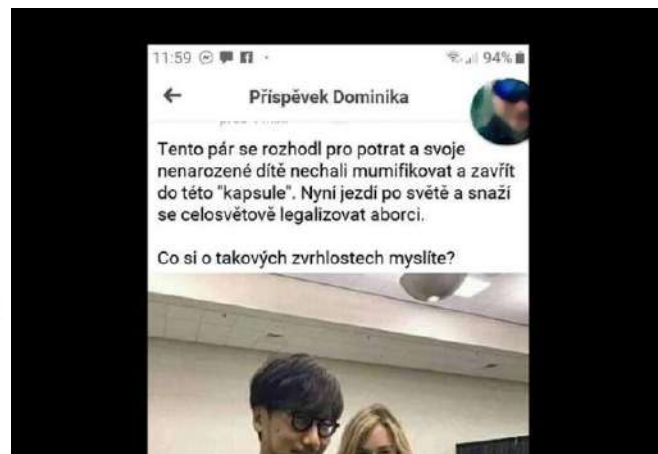 11:59
94%
Příspěvek Dominika
Tento pár se rozhodl pro potrat a svoje
nenarozené dítě nechali mumifikovat a zavřít
do této "kapsule". Nyní jezdí po světě a snaží
se celosvětově legalizovat aborci.
Co si o takových zvrhlostech myslíte?